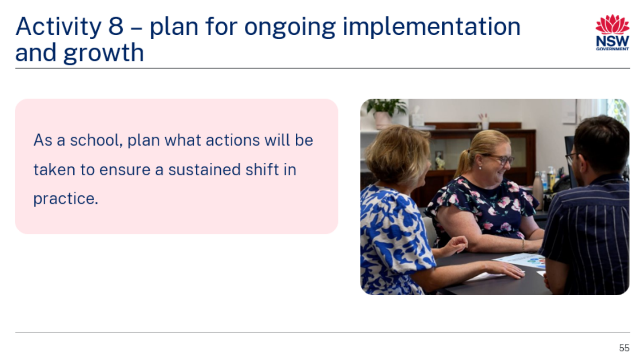 Activity 8 – plan for ongoing implementation
and growth
NSW
GOVERNMENT
As a school, plan what actions will be
taken to ensure a sustained shift in
practice.
55